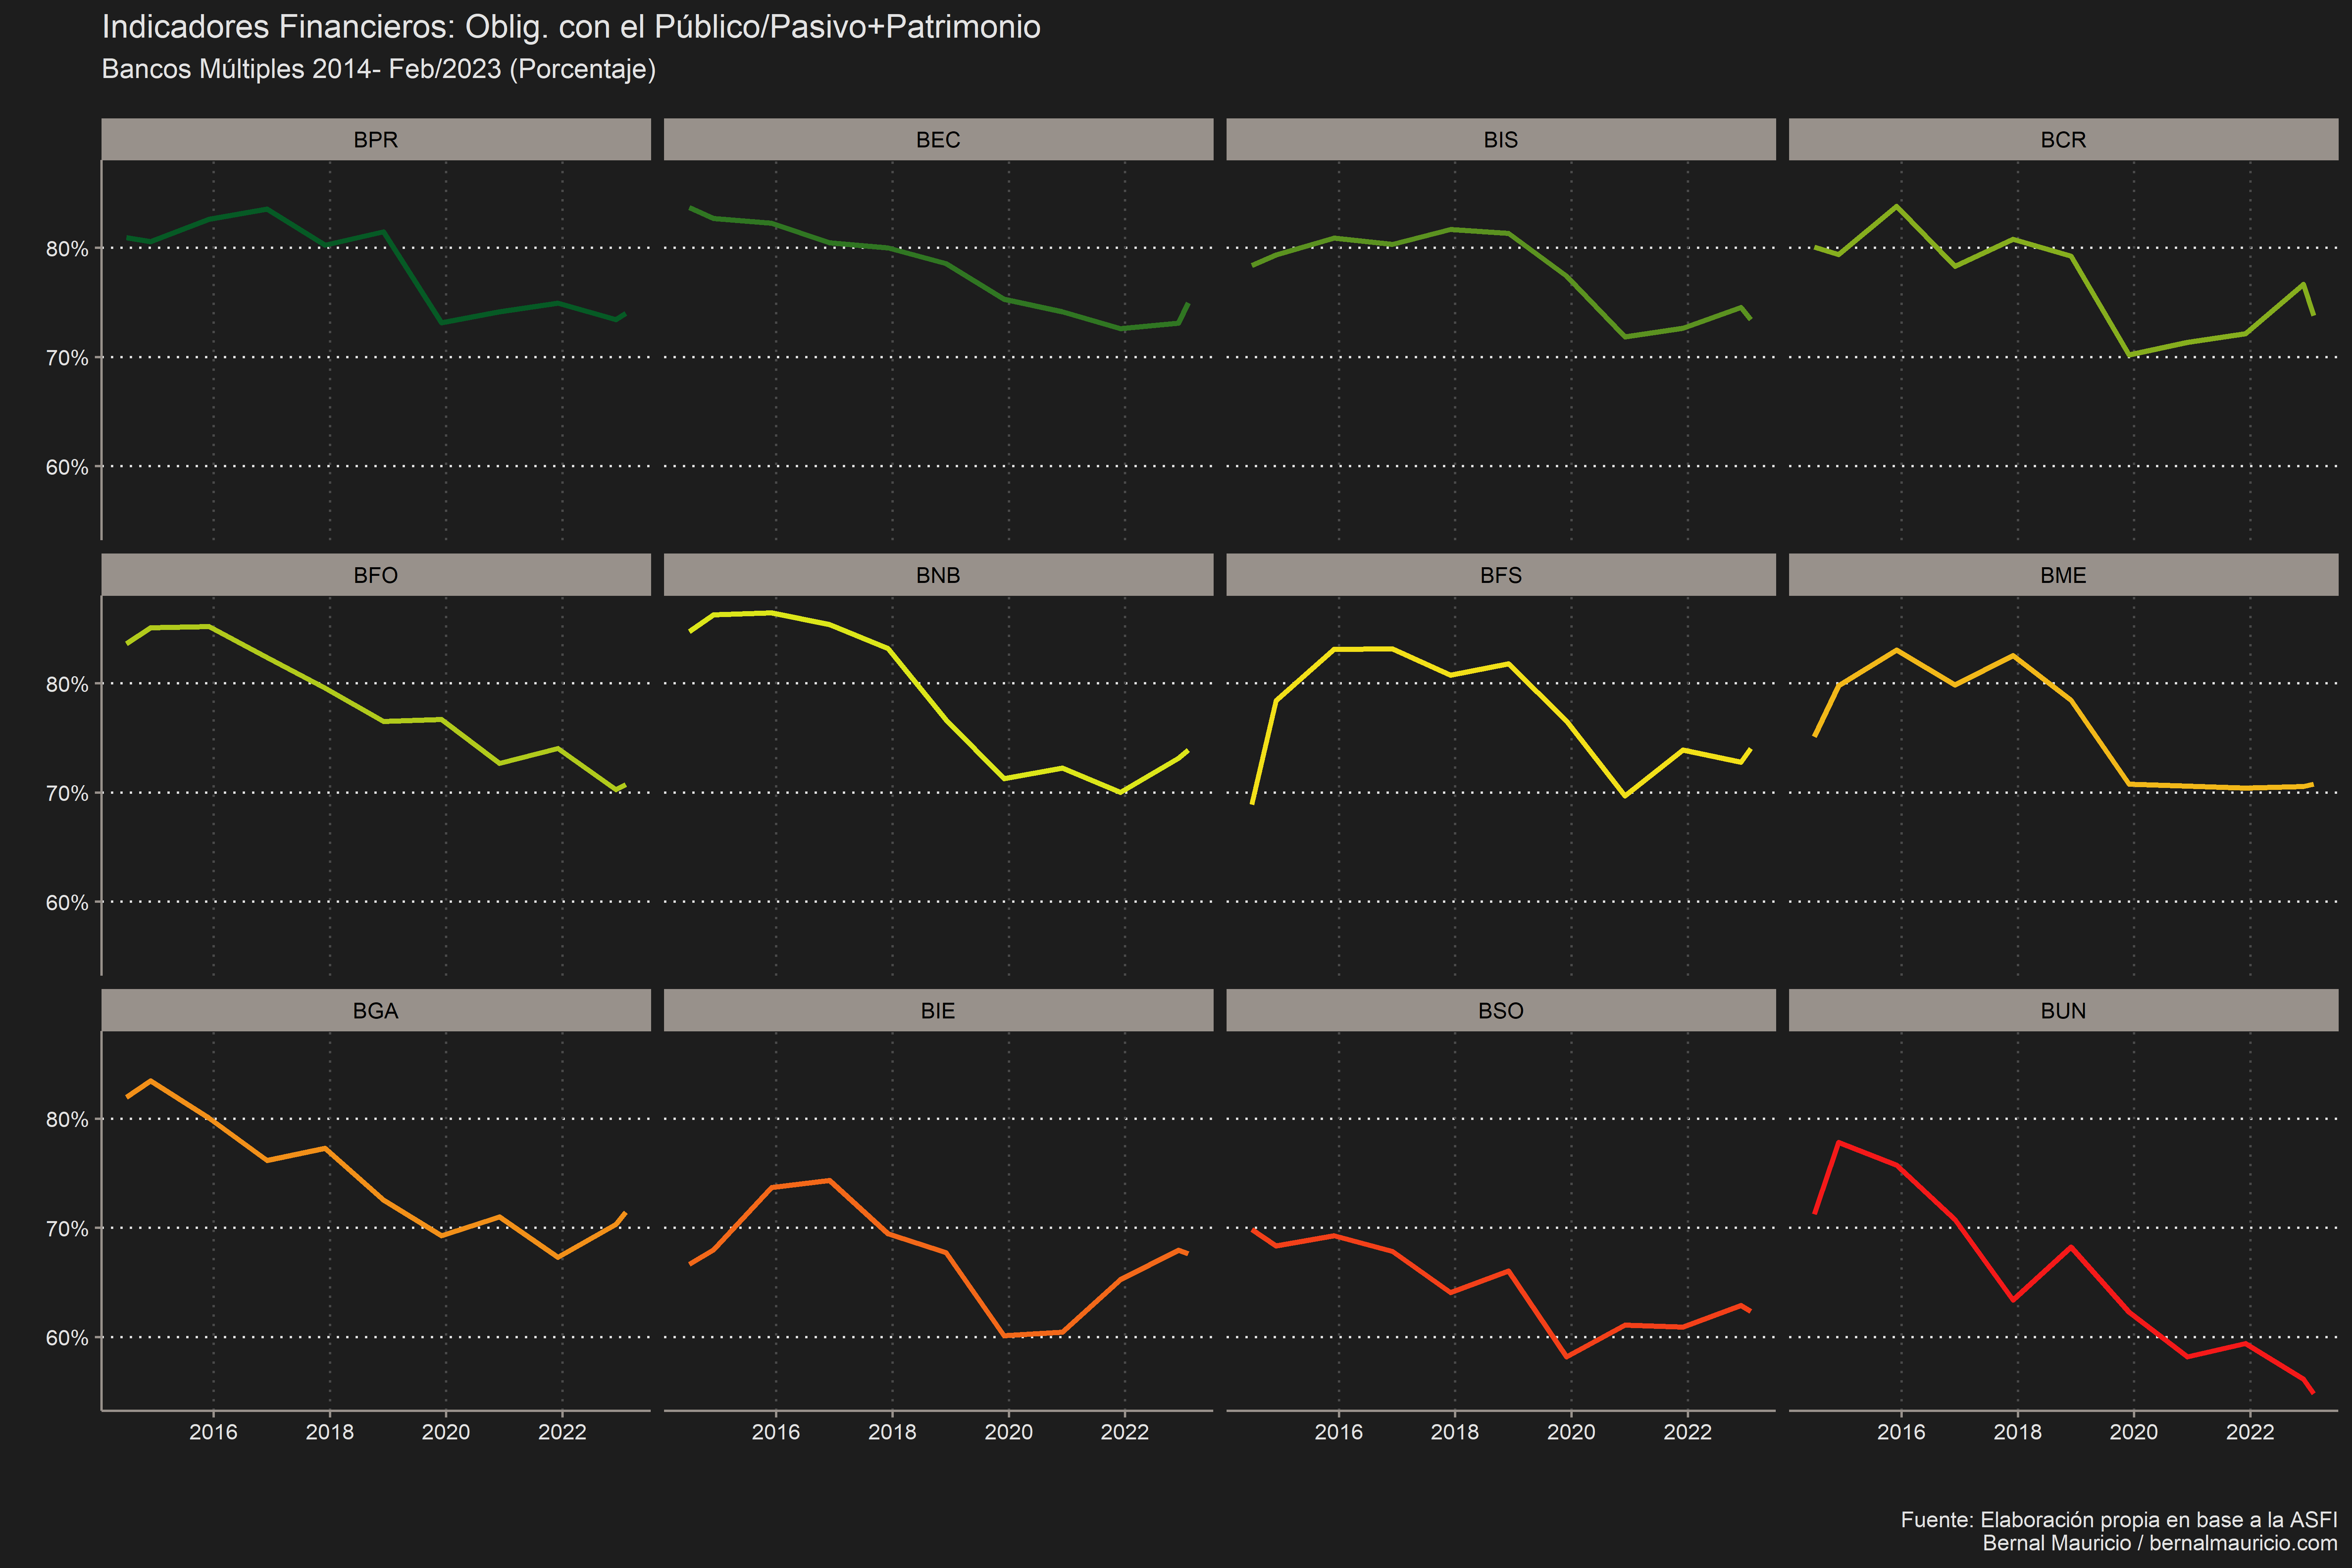 Indicadores Financieros: Oblig. con el Público/Pasivo+Patrimonio
Bancos Múltiples 2014- Feb/2023 (Porcentaje)
BPR BEC BIS BCR
80%
70%
60%
BFO BNB BFS BME
80%
70%
60%
BGA BIE BSO BUN
80%
70%
60%
2016 2018 2020 2022 2016 2018 2020 2022 2016 2018 2020 2022 2016 2018 2020 2022
Fuente: Elaboración propia en base a la ASFI
Bernal Mauricio / bernalmauricio.com